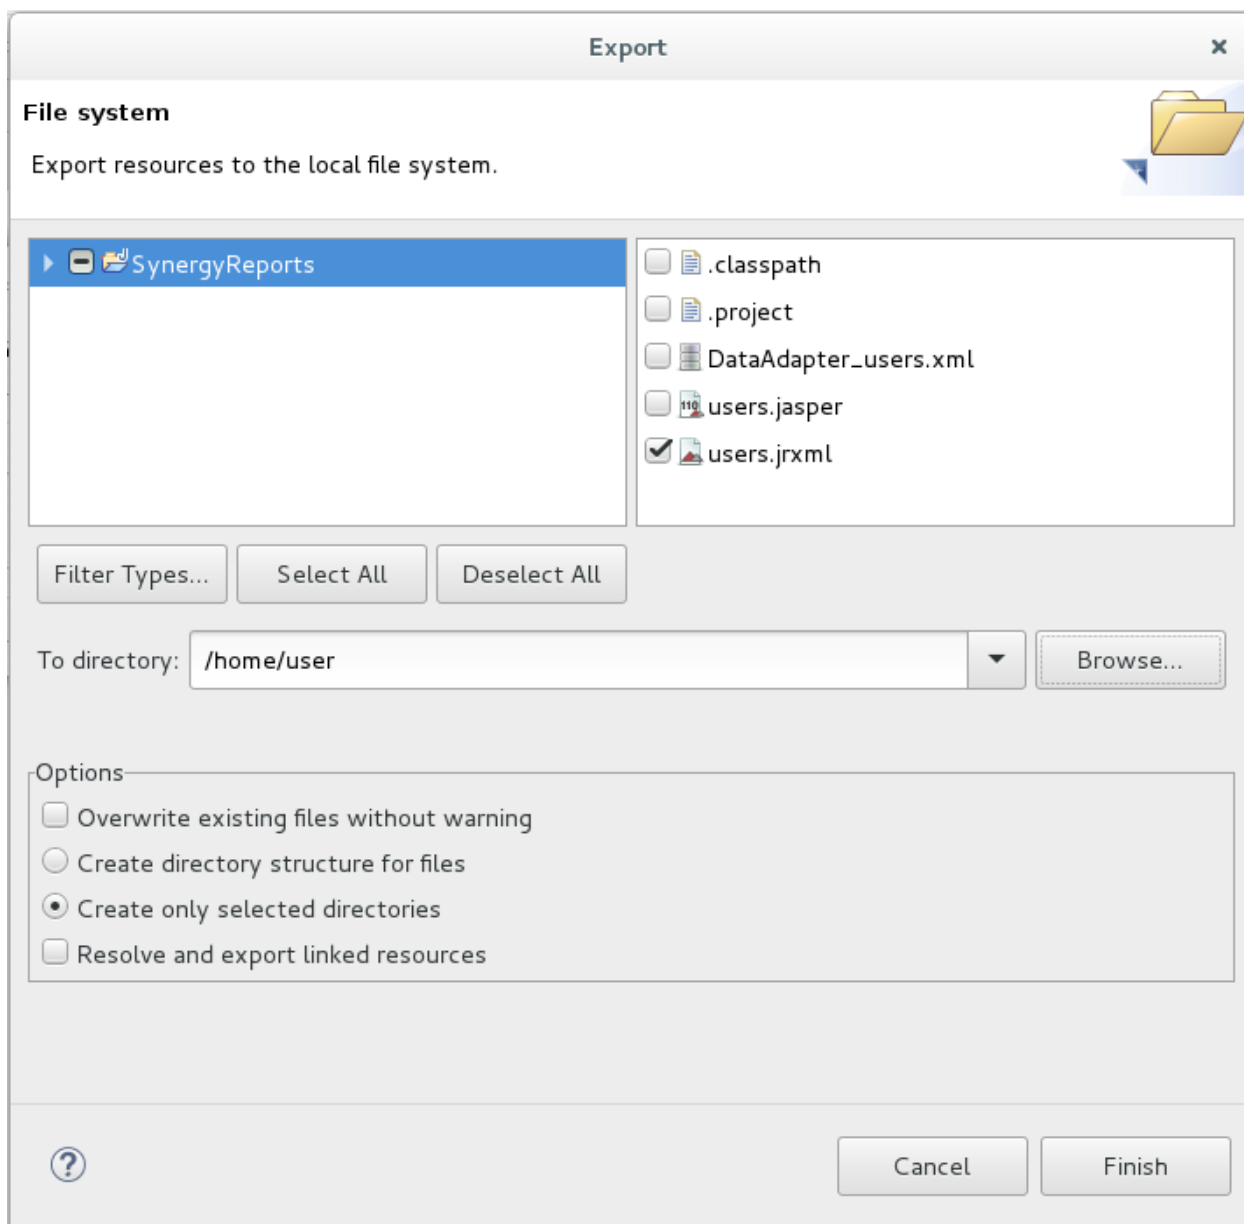 Export
File system
Export resources to the local file system.
SynergyReports
.classpath
.project
DataAdapter_users.xml
users.jasper
users.jrxml
Filter Types...
Select All
Deselect All
To directory:
/home/user
Browse...
Options
Overwrite existing files without warning
Create directory structure for files
Create only selected directories
Resolve and export linked resources
?
Cancel
Finish